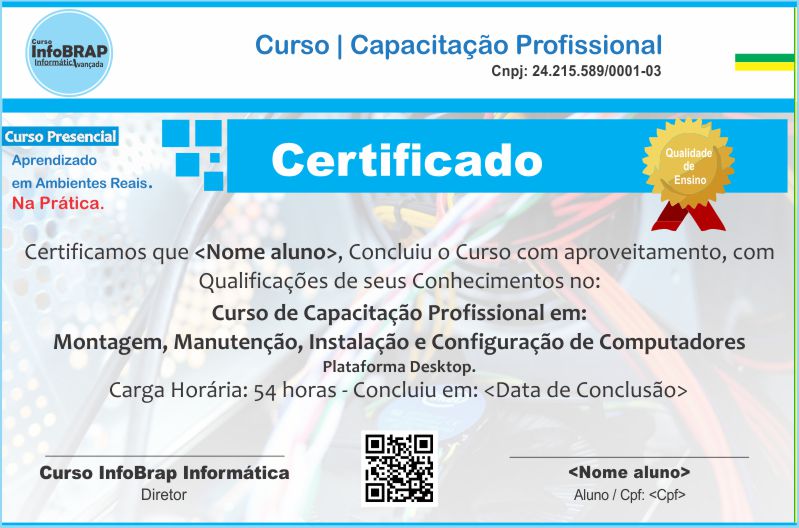 Curso
InfoBRAP
InformáticAvançada
Curso | Capacitação Profissional
Cnpj: 24.215.589/0001-03
Curso Presencial
Aprendizado
em Ambientes Reais.
Na Prática.
Certificado
Qualidade
de
Ensino
Certificamos que <Nome aluno>, Concluiu o Curso com aproveitamento, com
Qualificações de seus Conhecimentos no:
Curso de Capacitação Profissional em:
Montagem, Manutenção, Instalação e Configuração de Computadores
Plataforma Desktop.
Carga Horária: 54 horas - Concluiu em: <Data de Conclusão>
Curso InfoBrap Informática
Diretor
<Nome aluno>
Aluno / Cpf: <Cpf>